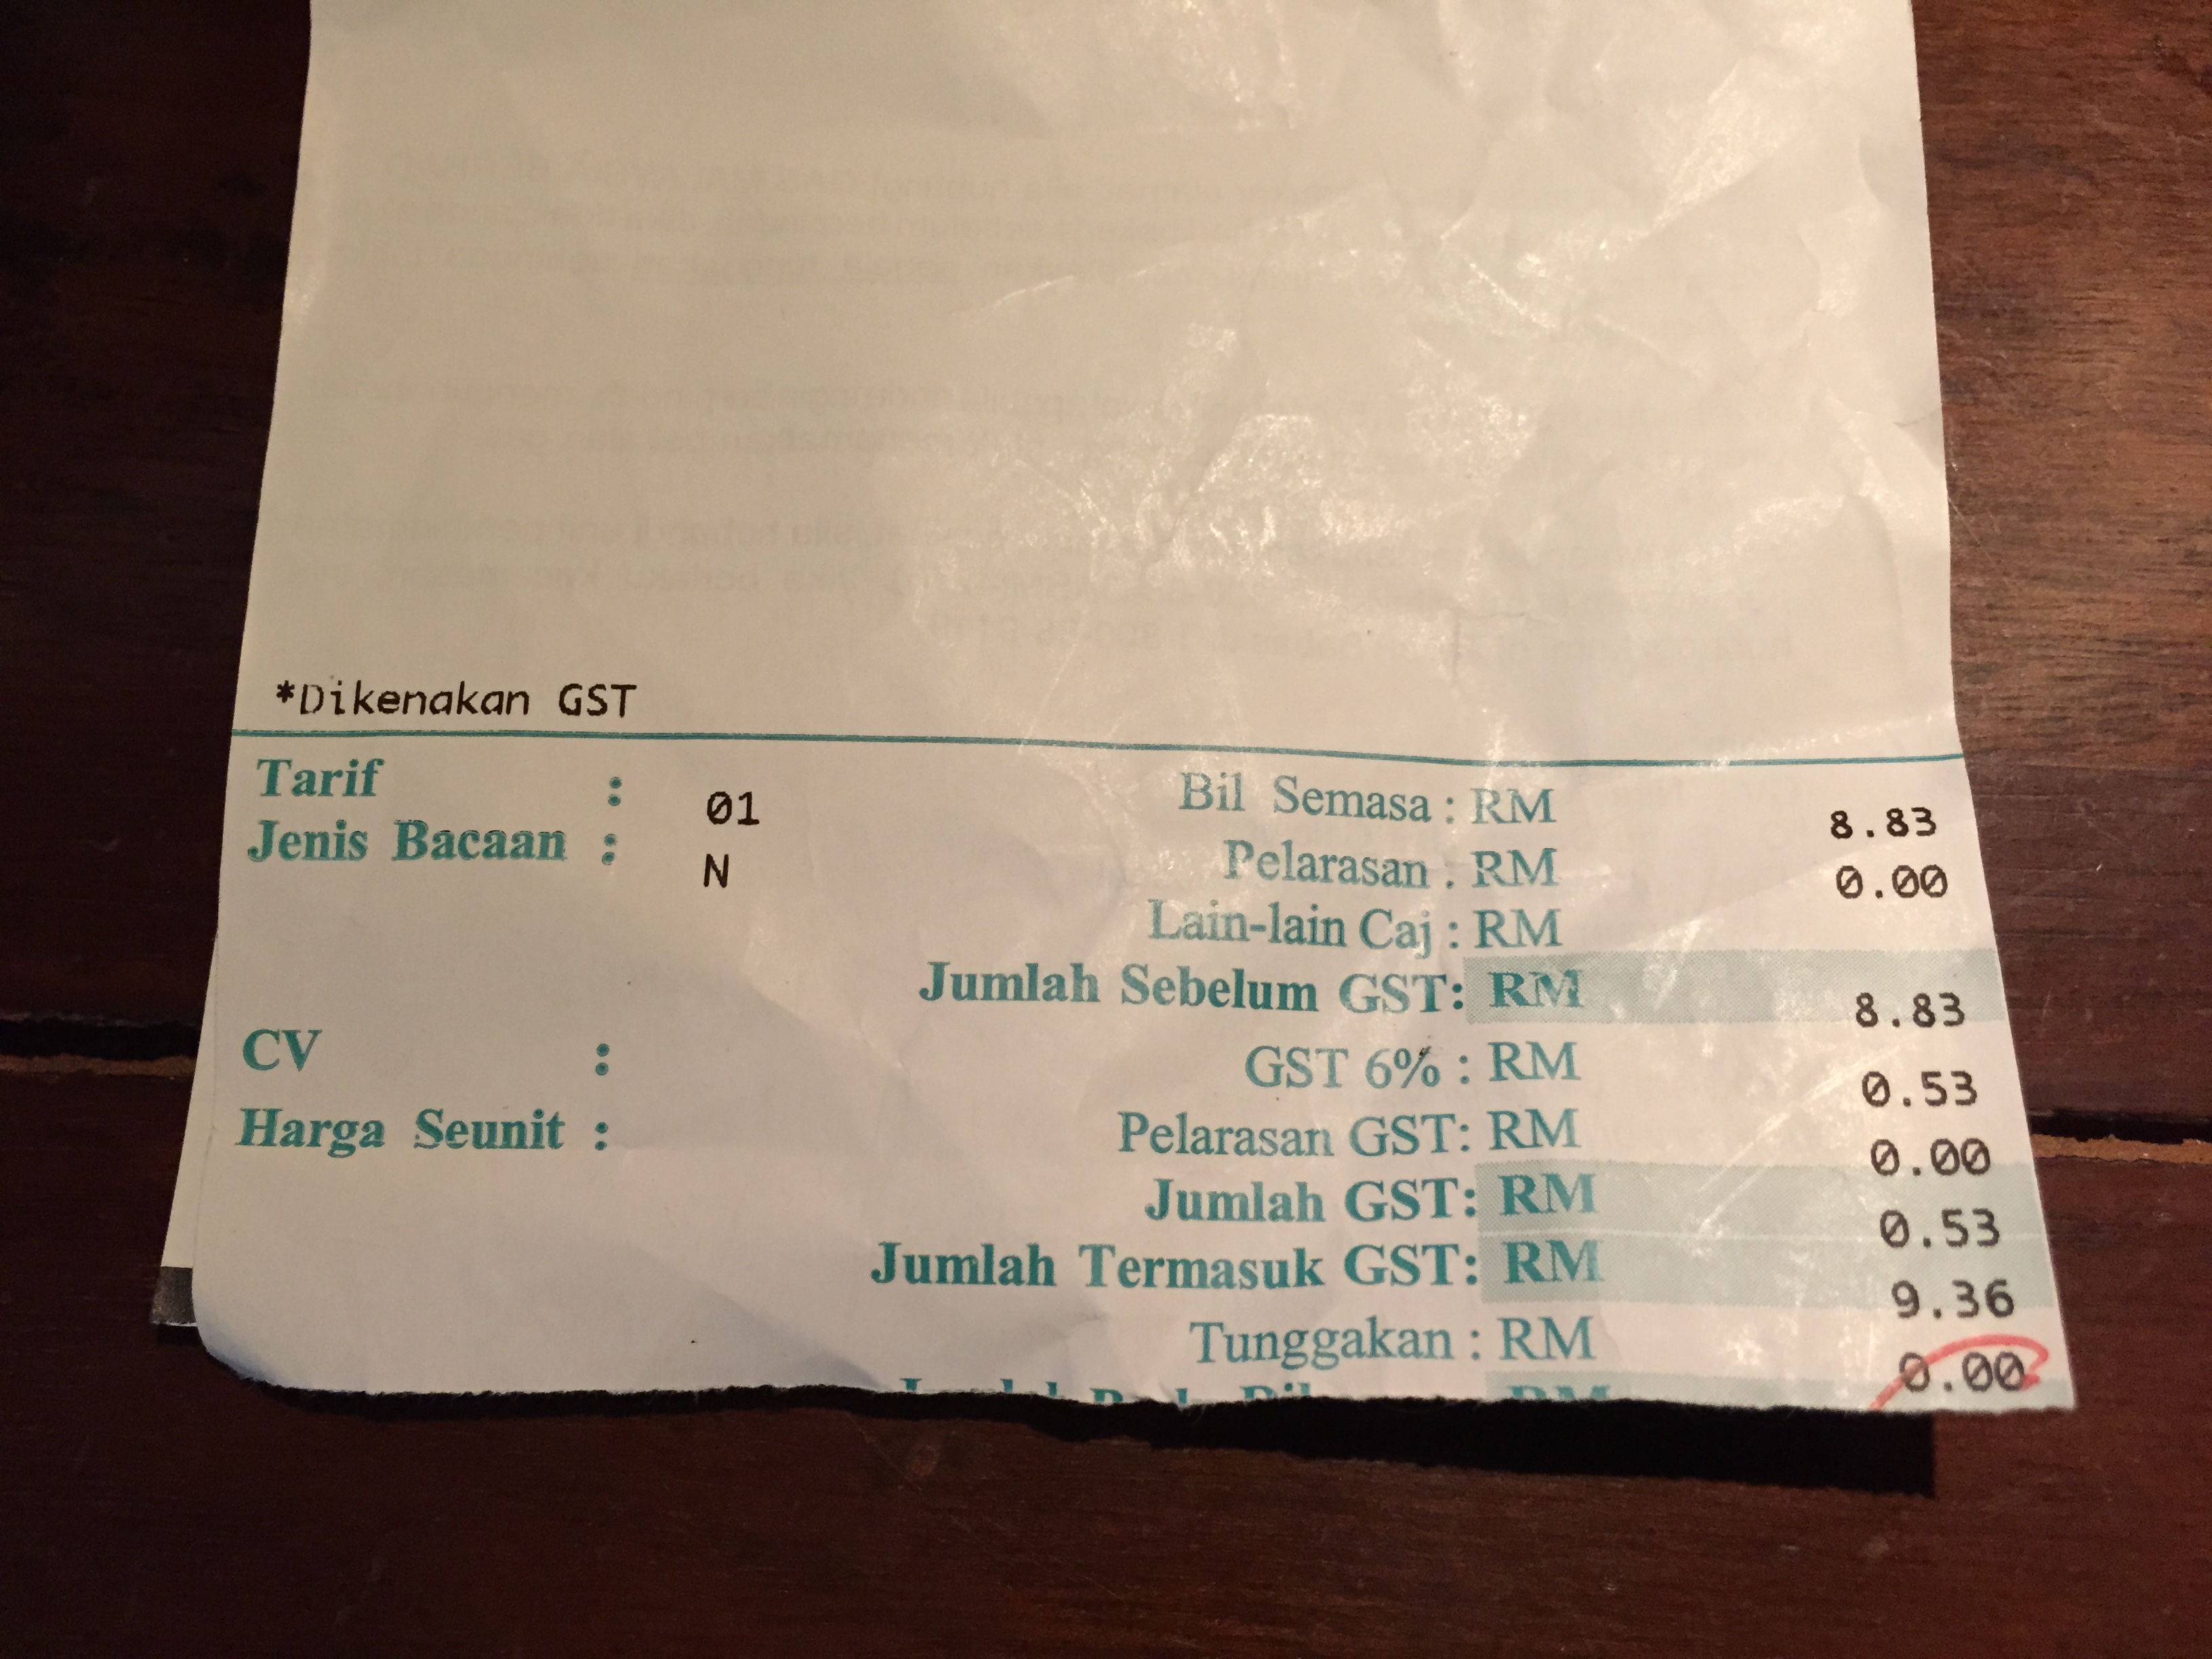 *Dikenakan GST
Tarif : 01 Bil Semasa : RM 8.83
Jenis Bacaan : N Pelarasan : RM 0.00
Lain-lain Caj : RM
Jumlah Sebelum GST: RM 8.83
CV : GST 6% : RM 0.53
Harga Seunit : Pelarasan GST: RM 0.00
Jumlah GST: RM 0.53
Jumlah Termasuk GST: RM 9.36
Tunggakan : RM 0.00
RM